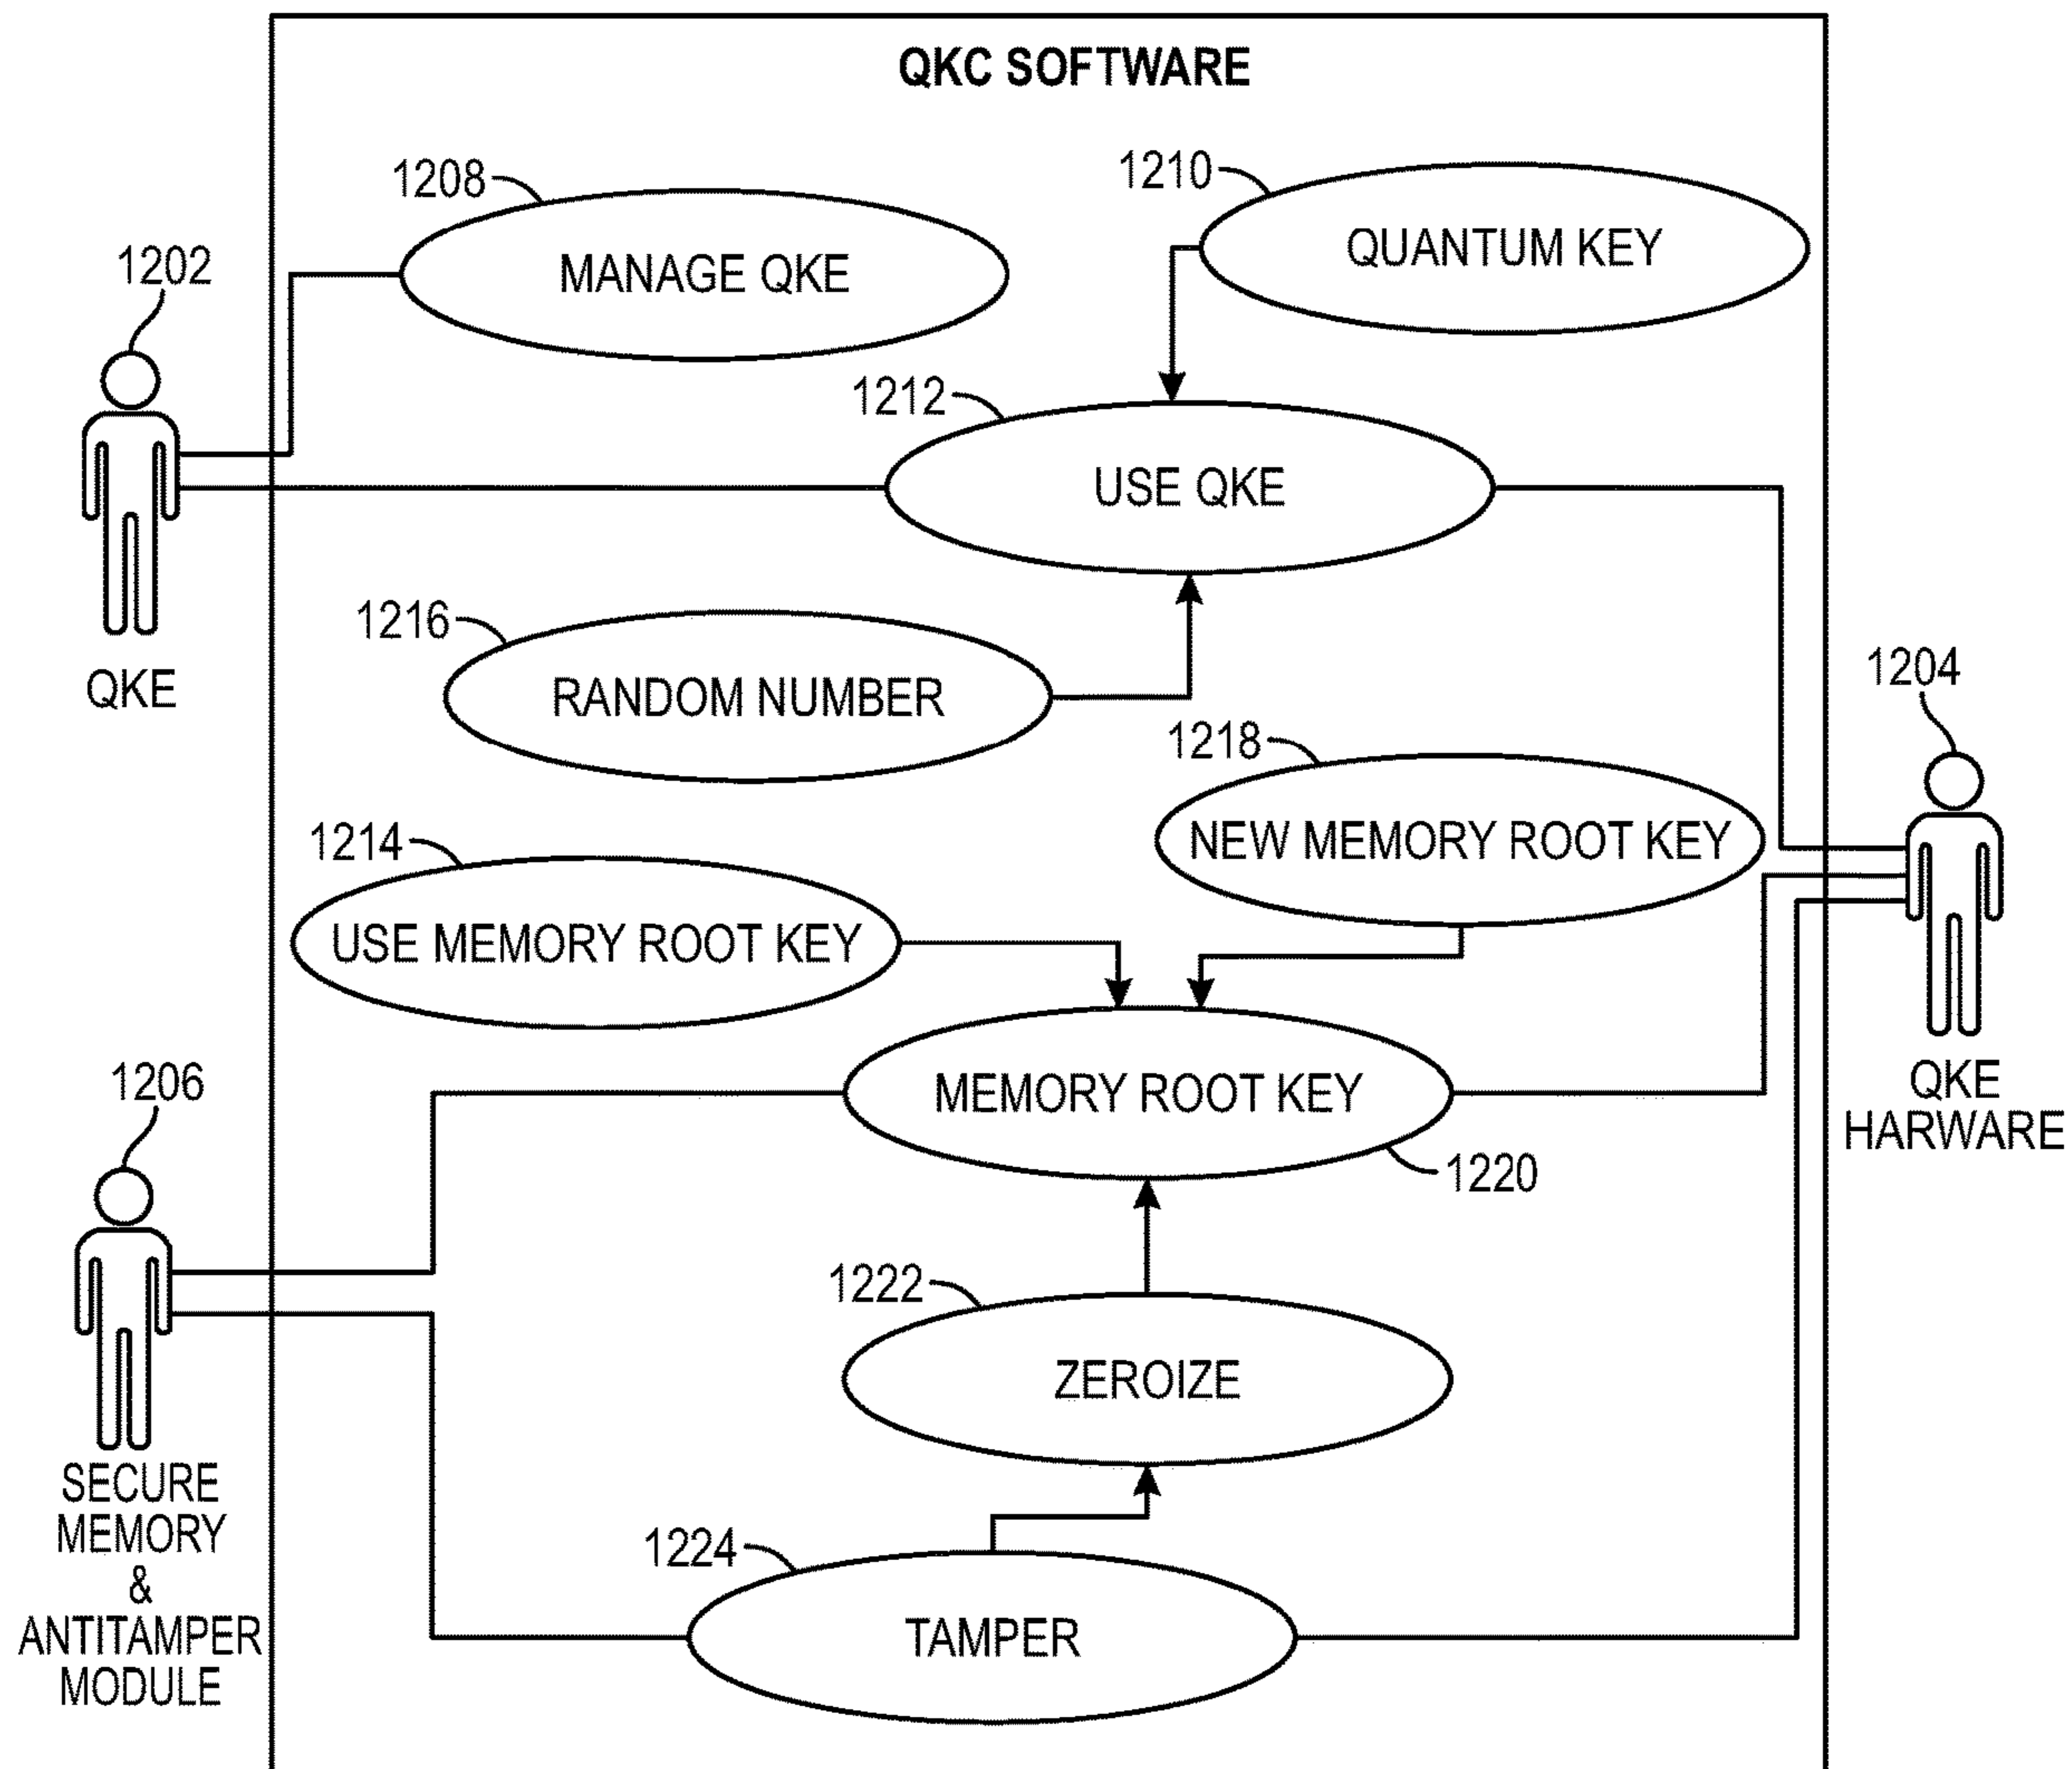 QKC SOFTWARE
1208
1210
MANAGE QKE
QUANTUM KEY
1202
1212
USE QKE
QKE
1216
RANDOM NUMBER
1204
1218
NEW MEMORY ROOT KEY
1214
USE MEMORY ROOT KEY
QKE
HARWARE
1206
MEMORY ROOT KEY
1220
1222
ZEROIZE
SECURE
MEMORY
&
ANTITAMPER
MODULE
1224
TAMPER